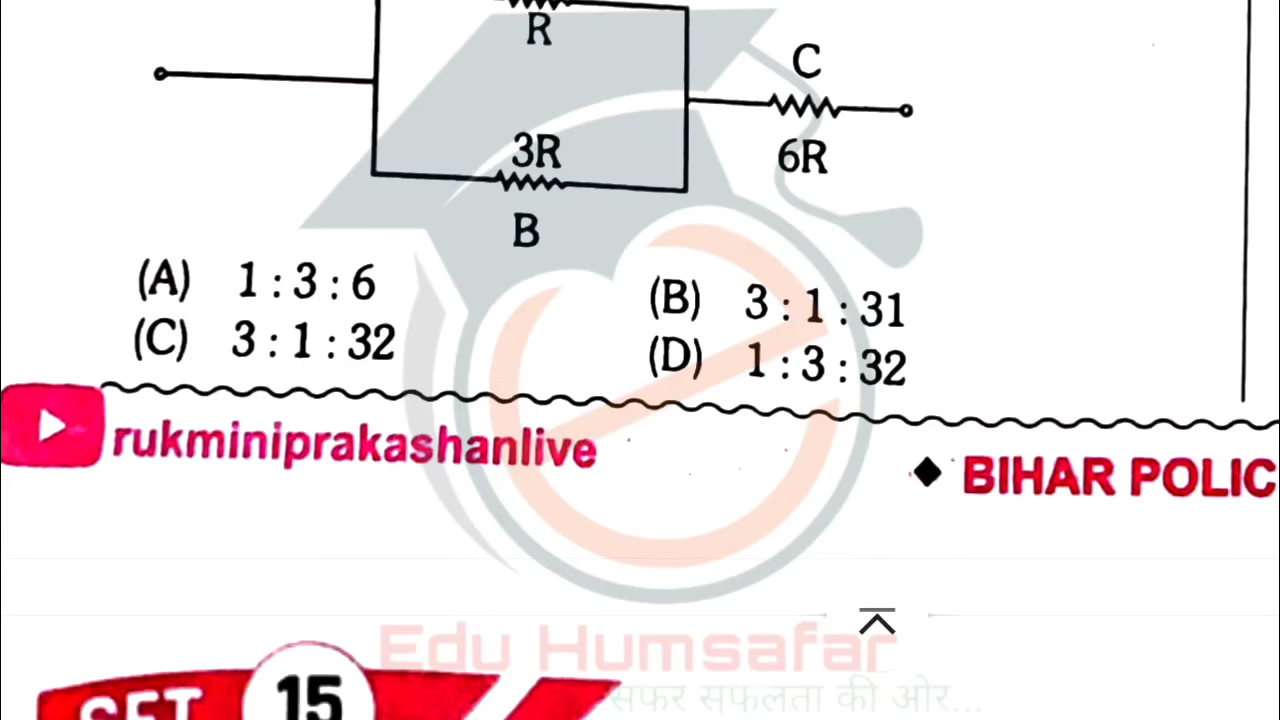 R
C
3R
6R
B
(A) 1 : 3 : 6
(B) 3 : 1 : 31
(C) 3 : 1 : 32
(D) 1 : 3 : 32
rukminiprakashanlive
◆ BIHAR POLIC
Edu Humsafar
सफर सफलता की ओर...
SET 15